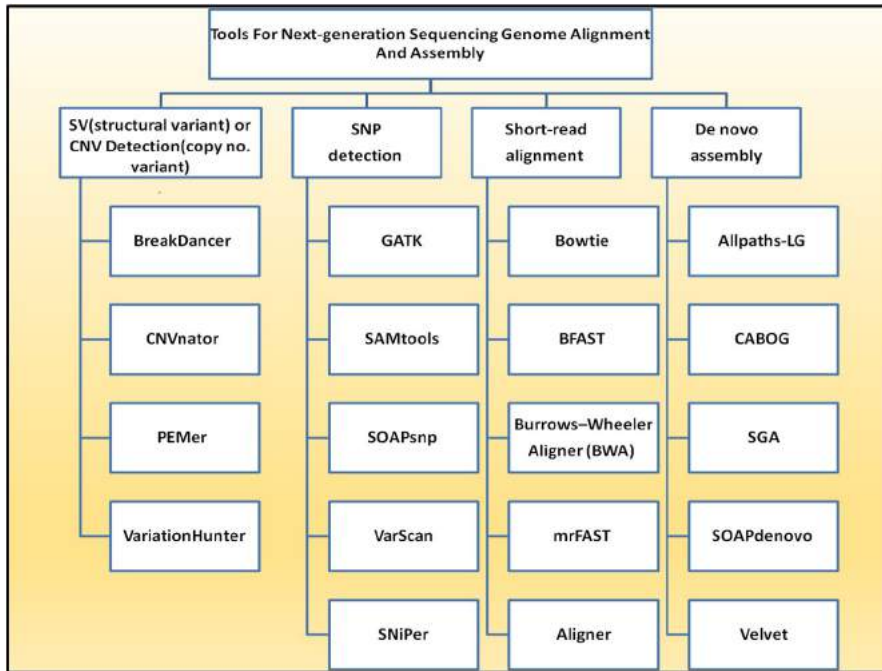 Tools For Next-generation Sequencing Genome Alignment
And Assembly
SV(structural variant) or
CNV Detection(copy no.
variant)
BreakDancer
CNVnator
PEMer
VariationHunter
SNP
detection
GATK
SAMtools
SOAPsnp
VarScan
SNiPer
Short-read
alignment
Bowtie
BFAST
Burrows–Wheeler
Aligner (BWA)
mrFAST
Aligner
De novo
assembly
Allpaths-LG
CABOG
SGA
SOAPdenovo
Velvet